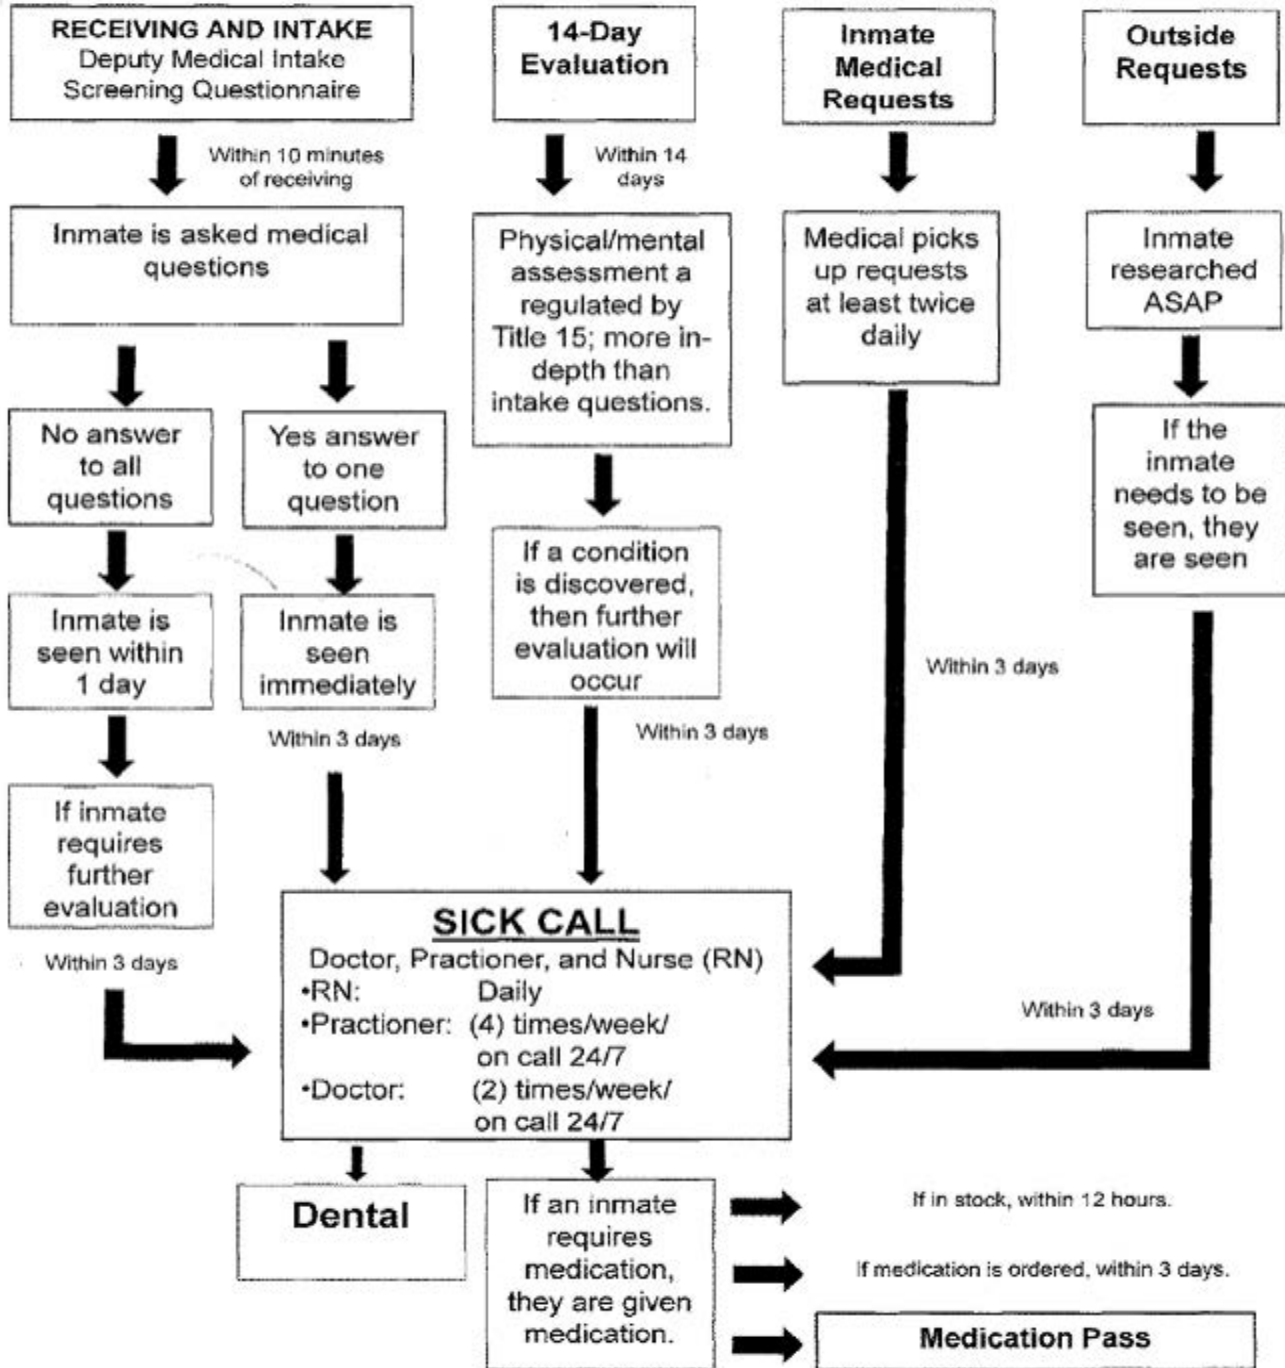 RECEIVING AND INTAKE
Deputy Medical Intake
Screening Questionnaire
14-Day
Evaluation
Inmate
Medical
Requests
Outside
Requests
Within 10 minutes
of receiving
Within 14
days
Inmate is asked medical
questions
Physical/mental
assessment a
regulated by
Title 15; more in-
depth than
intake questions.
Medical picks
up requests
at least twice
daily
Inmate
researched
ASAP
No answer
to all
questions
Yes answer
to one
question
If the
inmate
needs to be
seen, they
are seen
If a condition
is discovered,
then further
evaluation will
occur
Inmate is
seen within
1 day
Inmate is
seen
immediately
Within 3 days
Within 3 days
Within 3 days
If inmate
requires
further
evaluation
Within 3 days
SICK CALL
Doctor, Practioner, and Nurse (RN)
•RN: Daily
•Practioner: (4) times/week/
on call 24/7
•Doctor: (2) times/week/
on call 24/7
Within 3 days
Dental
If an inmate
requires
medication,
they are given
medication.
If in stock, within 12 hours.
If medication is ordered, within 3 days.
Medication Pass